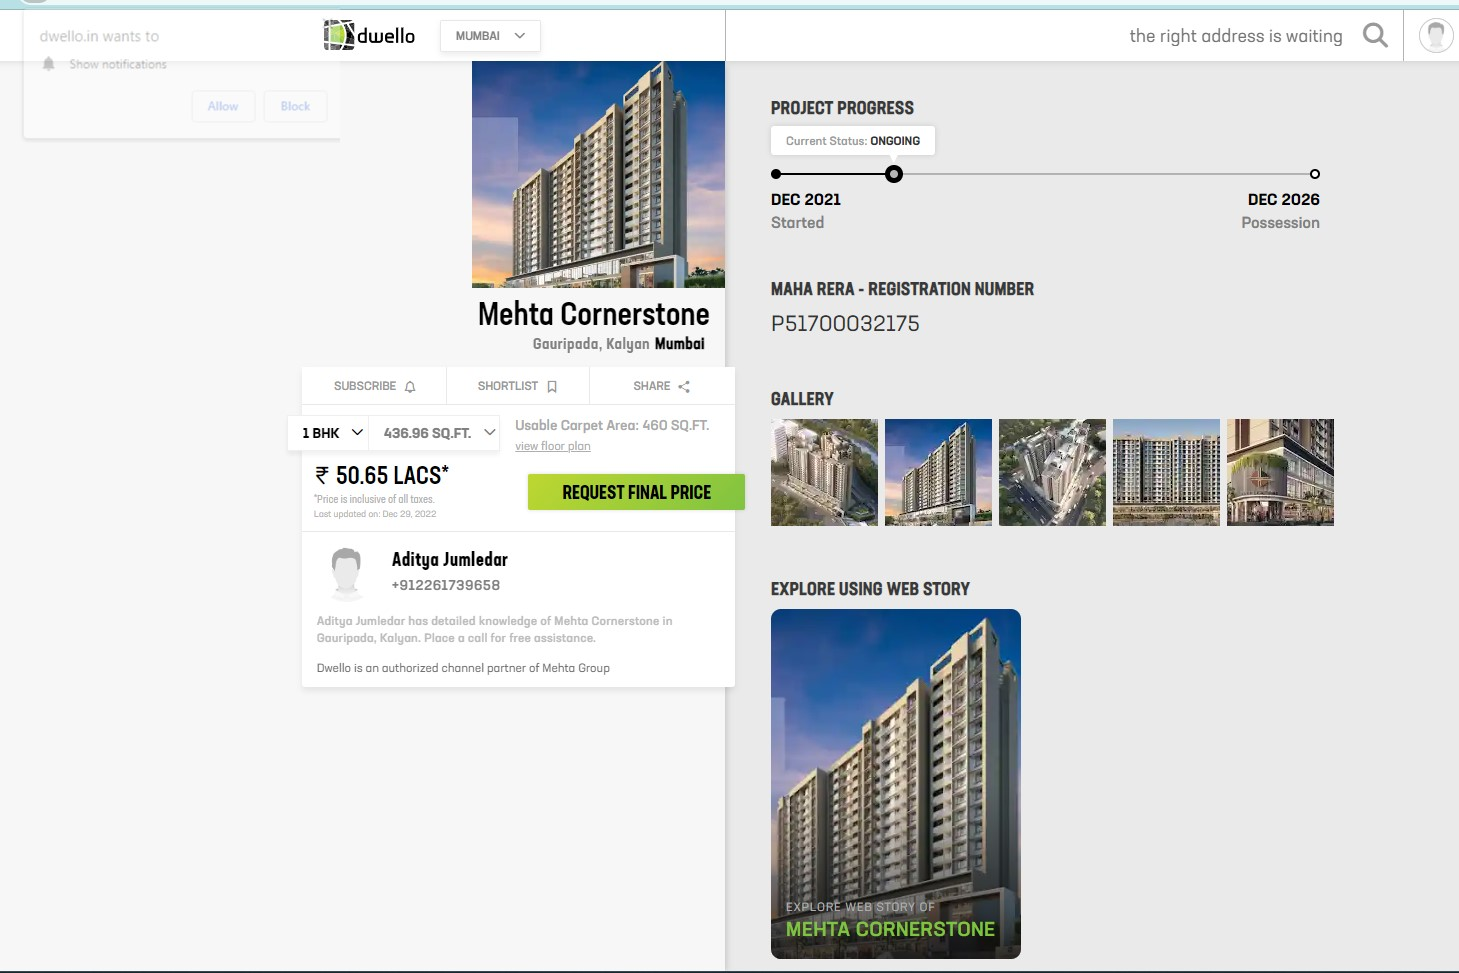 dwello.in wants to
Show notifications
Allow
Block
dwello
MUMBAI
the right address is waiting
Mehta Cornerstone
Gauripada, Kalyan Mumbai
SUBSCRIBE
SHORTLIST
SHARE
1 BHK
436.96 SQ.FT.
Usable Carpet Area: 460 SQ.FT.
view floor plan
₹ 50.65 LACS*
*Price is inclusive of all taxes.
Last updated on: Dec 29, 2022
REQUEST FINAL PRICE
Aditya Jumledar
+912261739658
Aditya Jumledar has detailed knowledge of Mehta Cornerstone in
Gauripada, Kalyan. Place a call for free assistance.
Dwello is an authorized channel partner of Mehta Group
PROJECT PROGRESS
Current Status: ONGOING
DEC 2021
DEC 2026
Started
Possession
MAHA RERA - REGISTRATION NUMBER
P51700032175
GALLERY
EXPLORE USING WEB STORY
EXPLORE WEB STORY OF
MEHTA CORNERSTONE